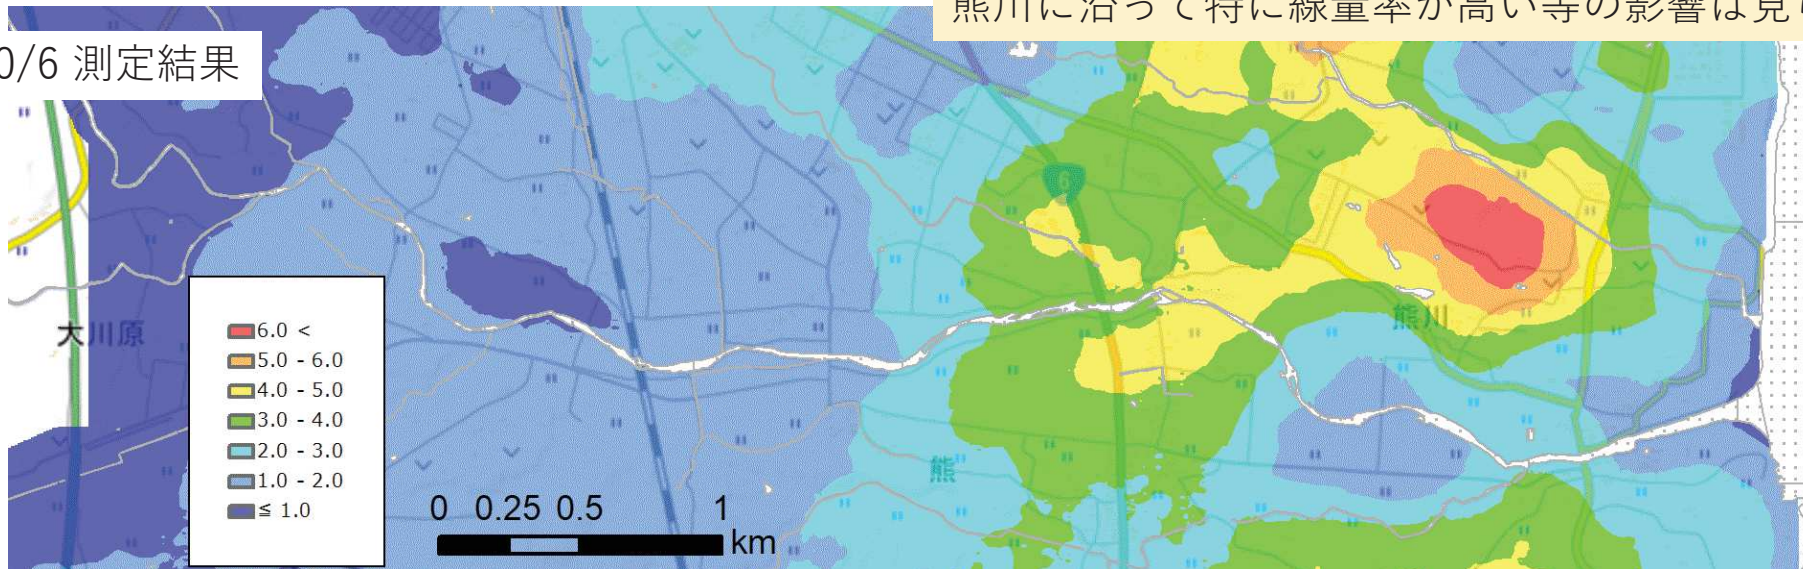 熊川に沿って特に線量率が高い等の影響は見
0/6 測定結果
6
大川原
熊川
熊
6.0 <
5.0 - 6.0
4.0 - 5.0
3.0 - 4.0
2.0 - 3.0
1.0 - 2.0
≦ 1.0
0 0.25 0.5 1
km